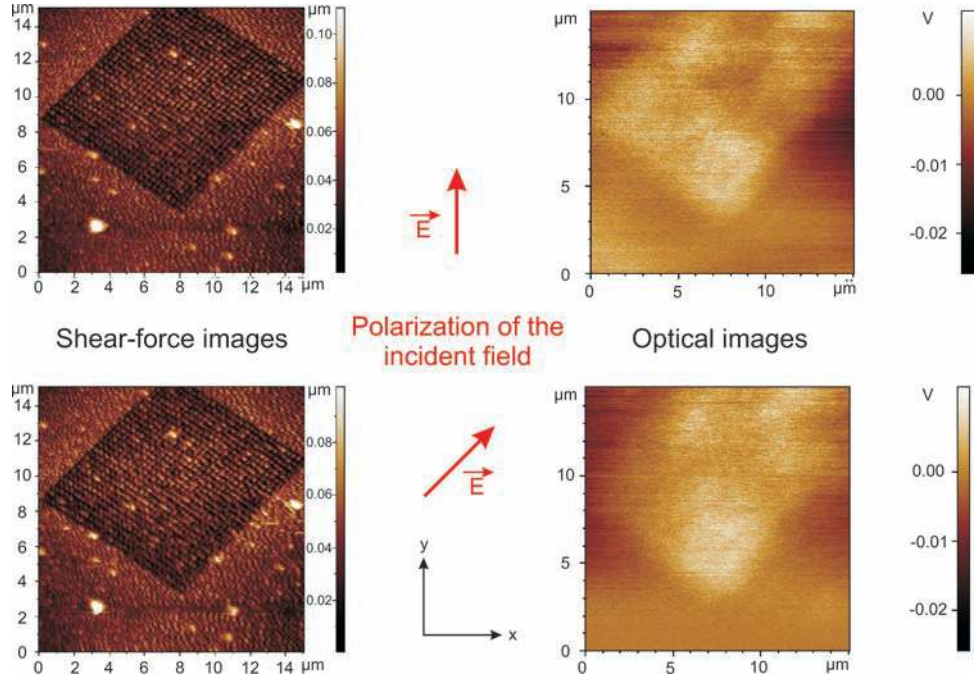 µm
14
12
10
8
6
4
2
0
0 2 4 6 8 10 12 14
µm
µm
0.10
0.08
0.06
0.04
0.02
E
µm
10
5
0
0 5 10
µm
V
0.00
-0.01
-0.02
Shear-force images
Polarization of the
incident field
Optical images
µm
14
12
10
8
6
4
2
0
0 2 4 6 8 10 12 14
µm
µm
0.08
0.06
0.04
0.02
E
y
x
µm
15
10
5
0
5 10
µm
V
0.00
-0.01
-0.02